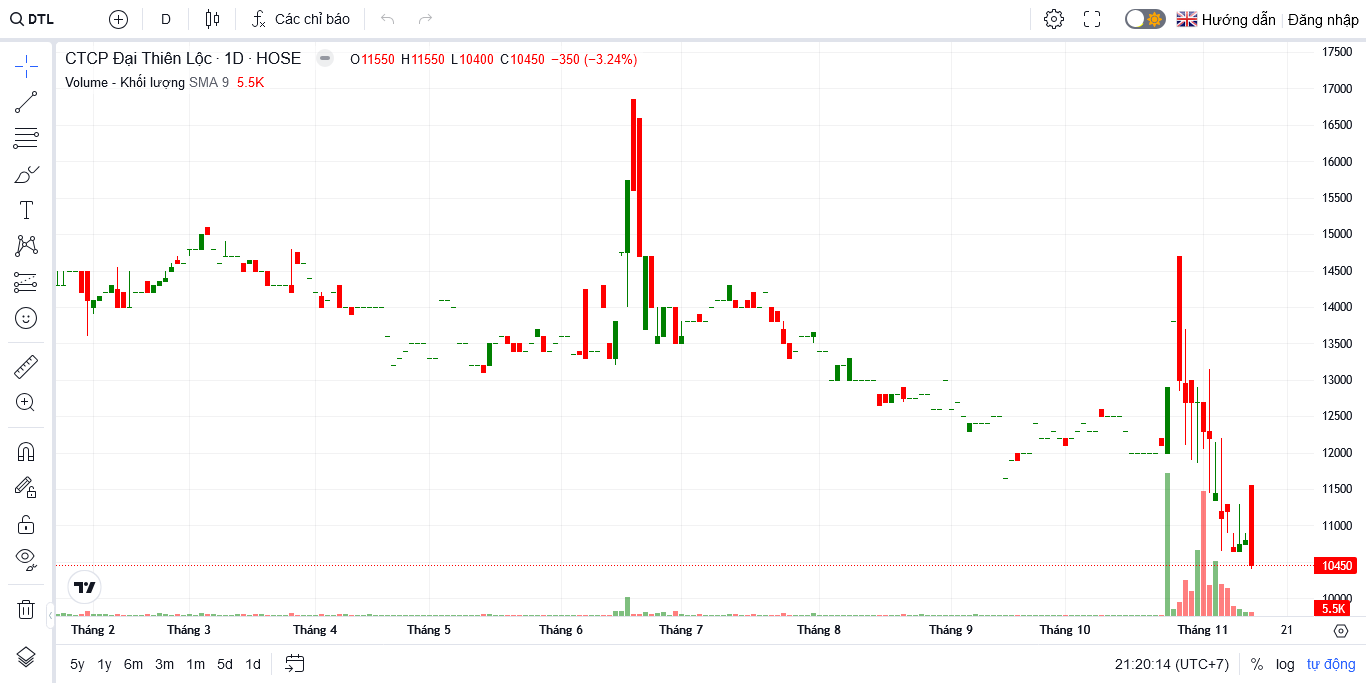 DTL D Các chỉ báo Hướng dẫn Đăng nhập
CTCP Đại Thiên Lộc · 1D · HOSE O11550 H11550 L10400 C10450 −350 (−3.24%)
Volume - Khối lượng SMA 9 5.5K
17500
17000
16500
16000
15500
15000
14500
14000
13500
13000
12500
12000
11500
11000
10450
10000
5.5K
Tháng 2 Tháng 3 Tháng 4 Tháng 5 Tháng 6 Tháng 7 Tháng 8 Tháng 9 Tháng 10 Tháng 11 21
5y 1y 6m 3m 1m 5d 1d 21:20:14 (UTC+7) % log tự động